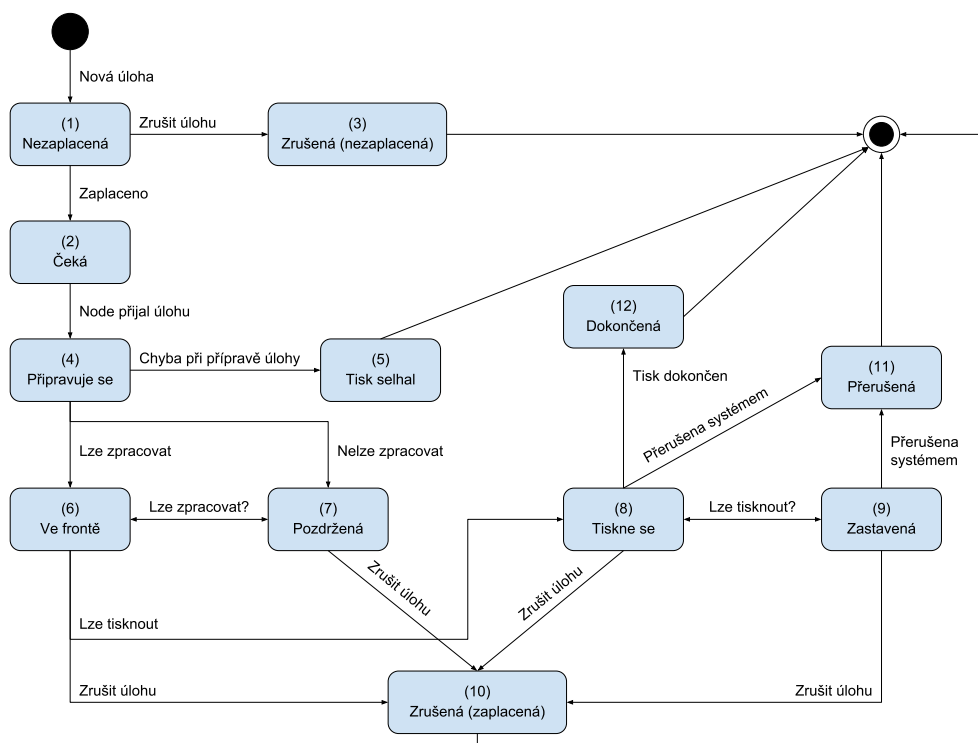 Nová úloha
(1)
Nezaplacená
Zrušit úlohu
(3)
Zrušená (nezaplacená)
Zaplaceno
(2)
Čeká
Node přijal úlohu
(12)
Dokončená
(4)
Připravuje se
Chyba při přípravě úlohy
(5)
Tisk selhal
Tisk dokončen
(11)
Přerušená
Přerušena systémem
Přerušena
systémem
Lze zpracovat
Nelze zpracovat
(6)
Ve frontě
Lze zpracovat?
(7)
Pozdržená
(8)
Tiskne se
Lze tisknout?
(9)
Zastavená
Zrušit úlohu
Zrušit úlohu
Lze tisknout
Zrušit úlohu
(10)
Zrušená (zaplacená)
Zrušit úlohu